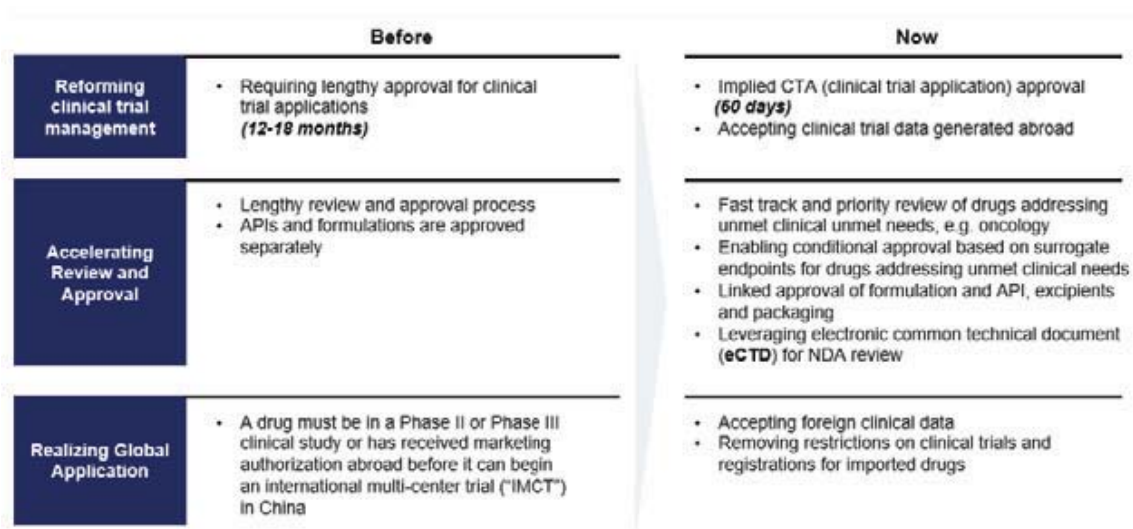 Before
Now
Reforming
clinical trial
management
• Requiring lengthy approval for clinical
trial applications
(12-18 months)
• Implied CTA (clinical trial application) approval
(60 days)
• Accepting clinical trial data generated abroad
Accelerating
Review and
Approval
• Lengthy review and approval process
• APIs and formulations are approved
separately
• Fast track and priority review of drugs addressing
unmet clinical unmet needs, e.g. oncology
• Enabling conditional approval based on surrogate
endpoints for drugs addressing unmet clinical needs
• Linked approval of formulation and API, excipients
and packaging
• Leveraging electronic common technical document
(eCTD) for NDA review
Realizing Global
Application
• A drug must be in a Phase II or Phase III
clinical study or has received marketing
authorization abroad before it can begin
an international multi-center trial ("IMCT")
in China
• Accepting foreign clinical data
• Removing restrictions on clinical trials and
registrations for imported drugs